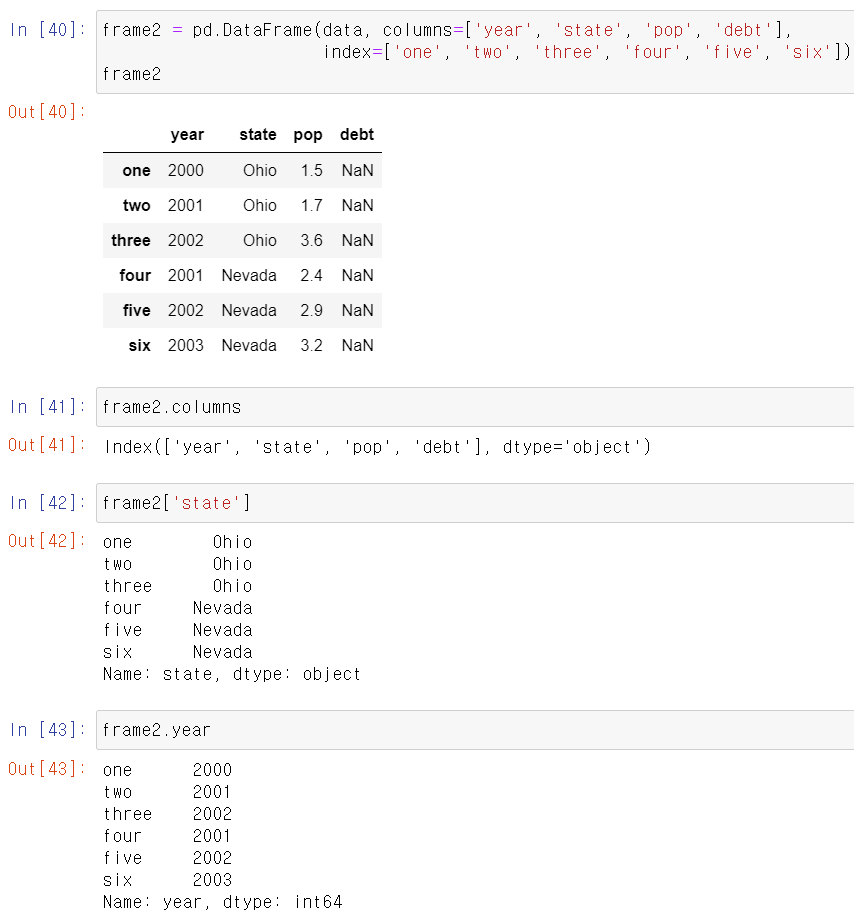 In [40]: frame2 = pd.DataFrame(data, columns=['year', 'state', 'pop', 'debt'],
                      index=['one', 'two', 'three', 'four', 'five', 'six'])
frame2
Out[40]:
year state pop debt
one 2000 Ohio 1.5 NaN
two 2001 Ohio 1.7 NaN
three 2002 Ohio 3.6 NaN
four 2001 Nevada 2.4 NaN
five 2002 Nevada 2.9 NaN
six 2003 Nevada 3.2 NaN
In [41]: frame2.columns
Out[41]: Index(['year', 'state', 'pop', 'debt'], dtype='object')
In [42]: frame2['state']
Out[42]: one        Ohio
two        Ohio
three      Ohio
four     Nevada
five     Nevada
six      Nevada
Name: state, dtype: object
In [43]: frame2.year
Out[43]: one      2000
two      2001
three    2002
four     2001
five     2002
six      2003
Name: year, dtype: int64